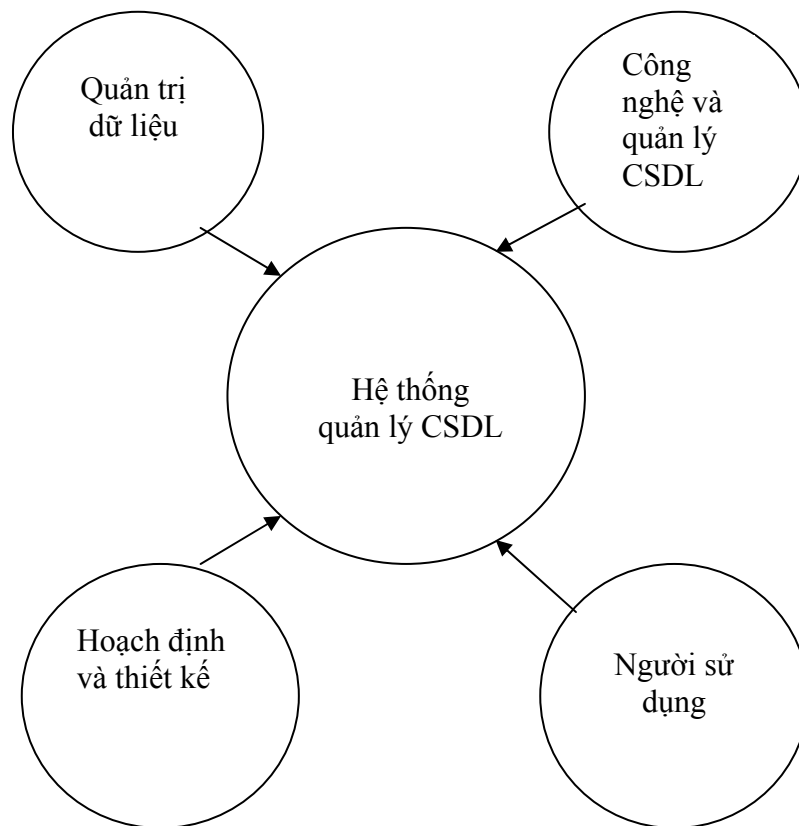 Quản trị
dữ liệu
Công
nghệ và
quản lý
CSDL
Hệ thống
quản lý CSDL
Hoạch định
và thiết kế
Người sử
dụng